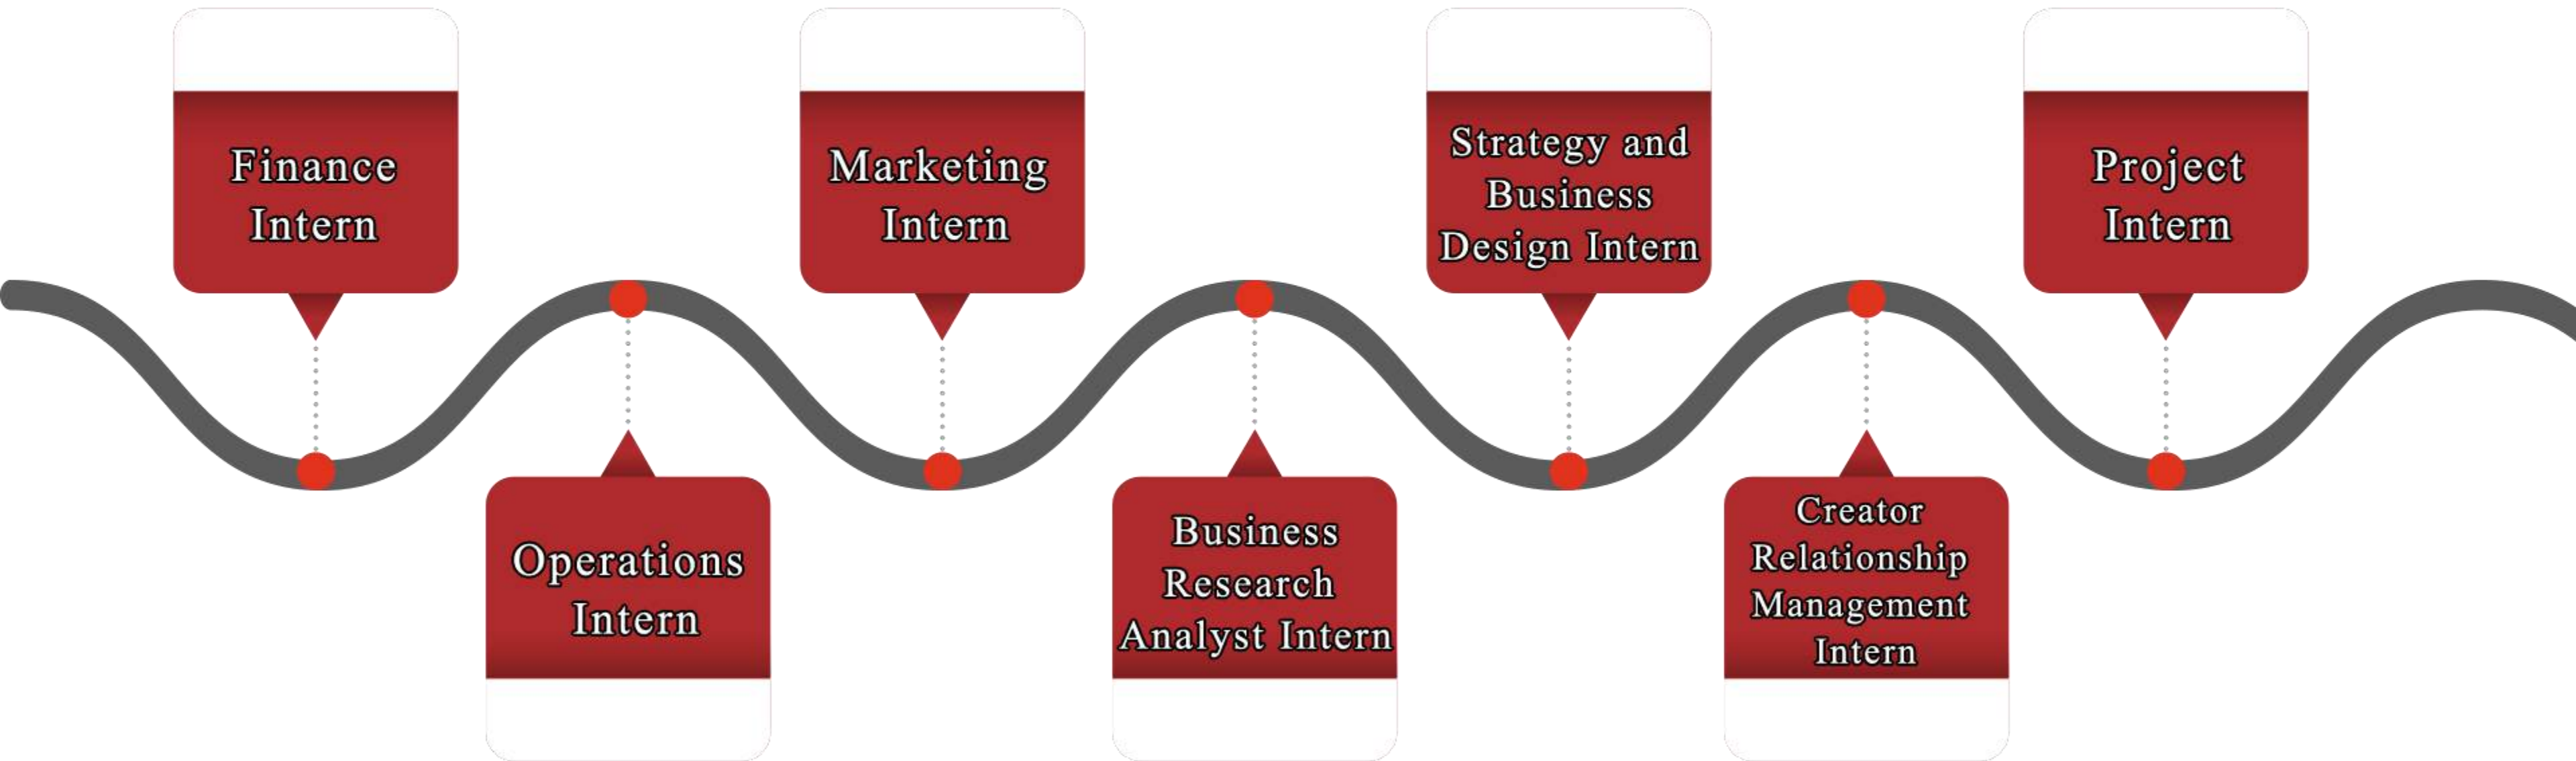 Finance
Intern
Operations
Intern
Marketing
Intern
Business
Research
Analyst Intern
Strategy and
Business
Design Intern
Creator
Relationship
Management
Intern
Project
Intern